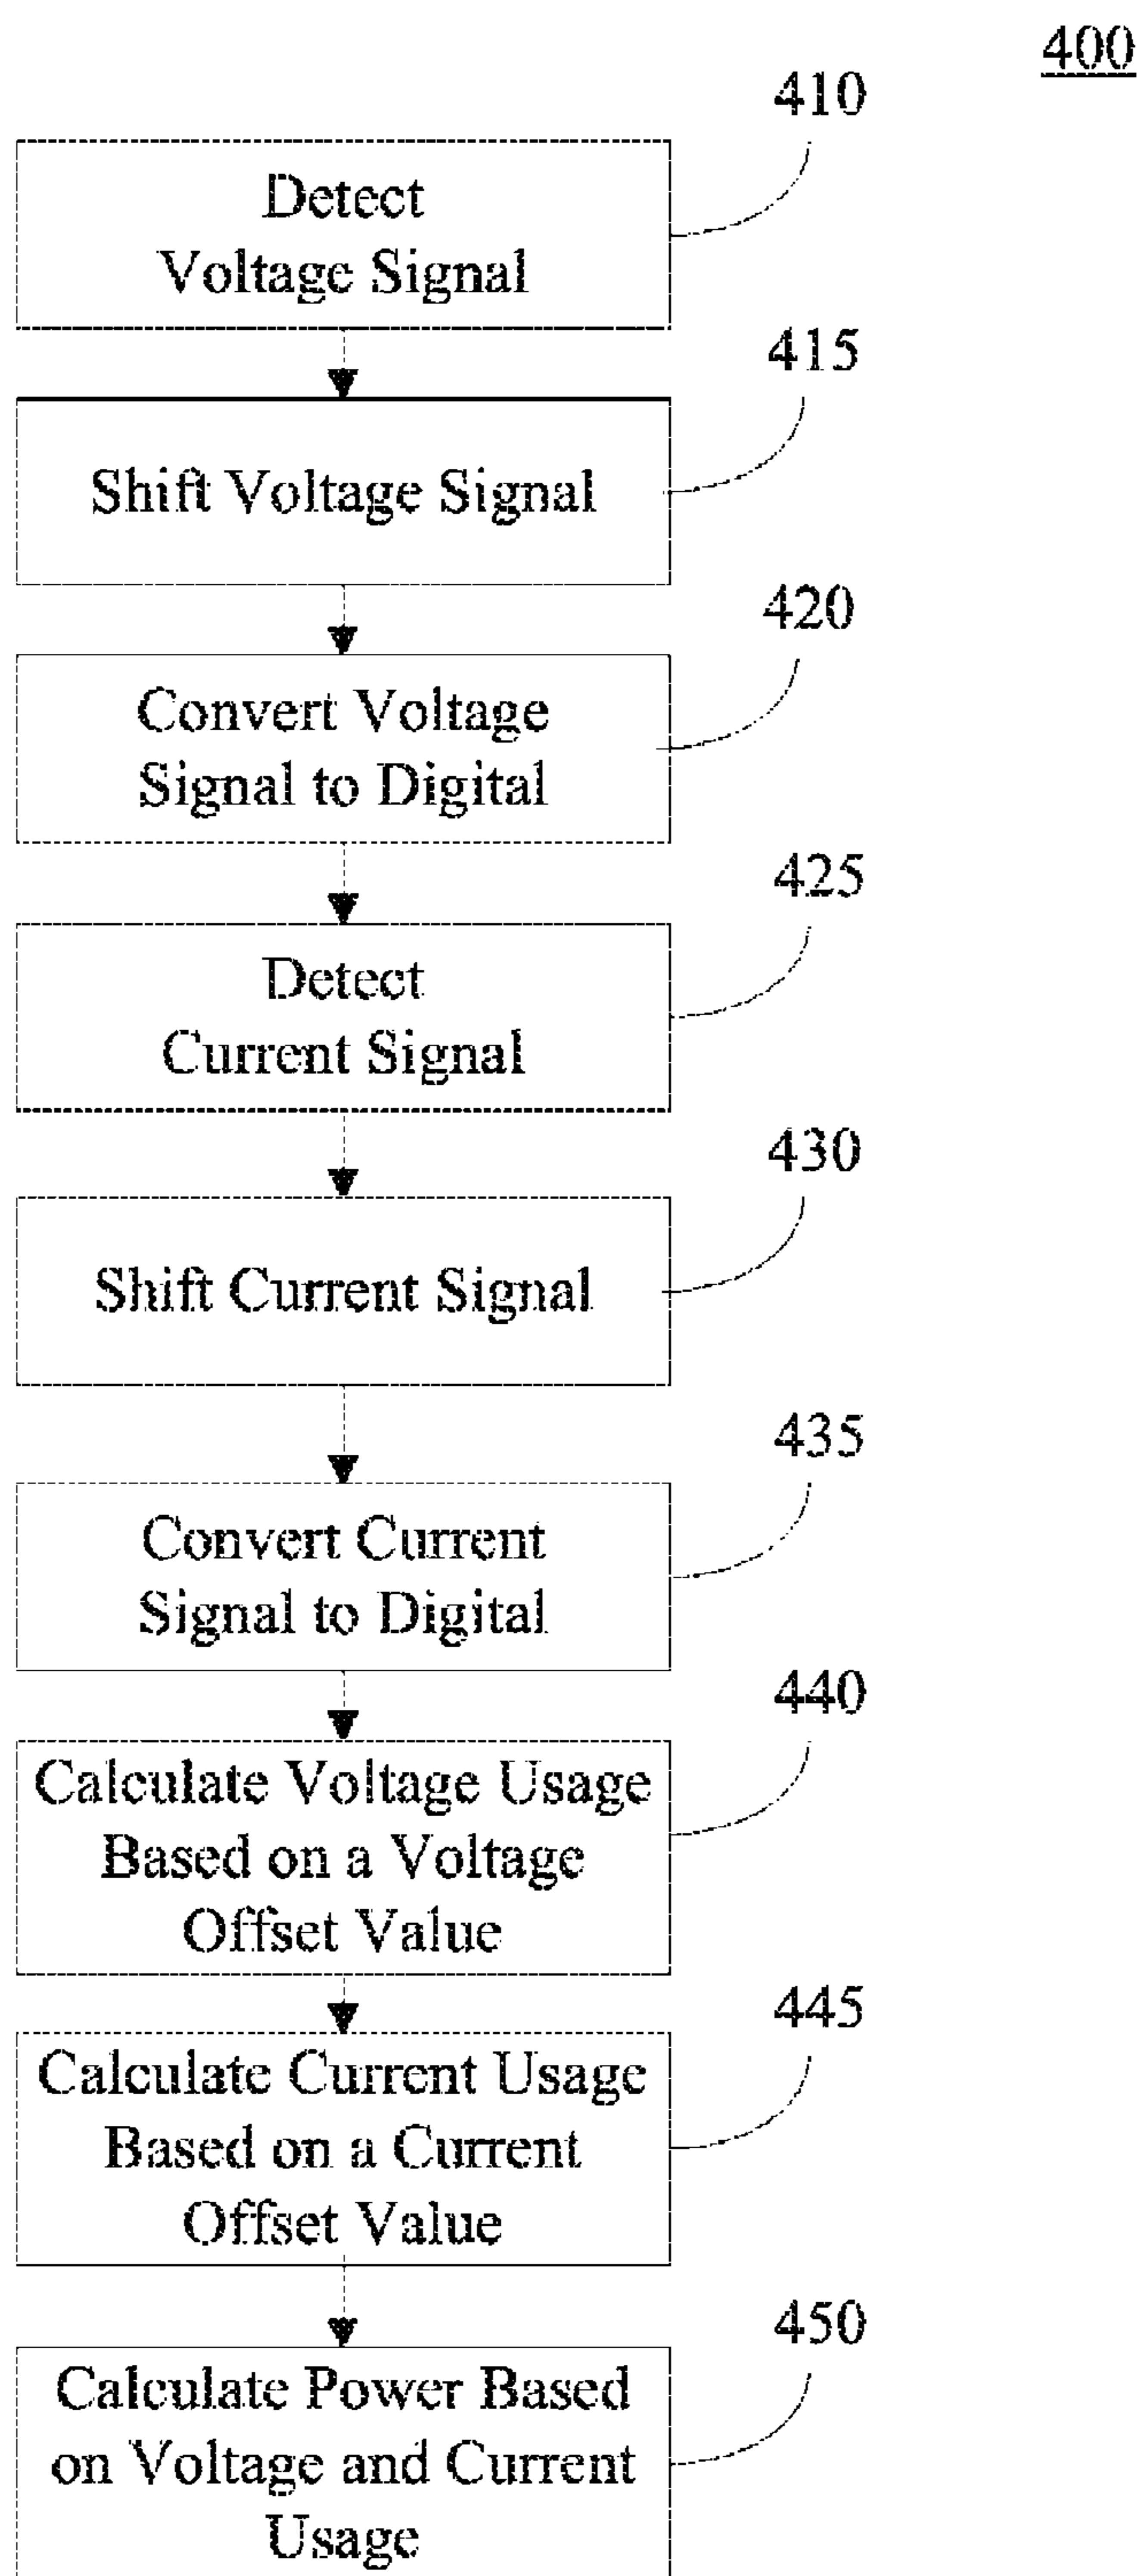 400
410
Detect
Voltage Signal
415
Shift Voltage Signal
420
Convert Voltage
Signal to Digital
425
Detect
Current Signal
430
Shift Current Signal
435
Convert Current
Signal to Digital
440
Calculate Voltage Usage
Based on a Voltage
Offset Value
445
Calculate Current Usage
Based on a Current
Offset Value
450
Calculate Power Based
on Voltage and Current
Usage